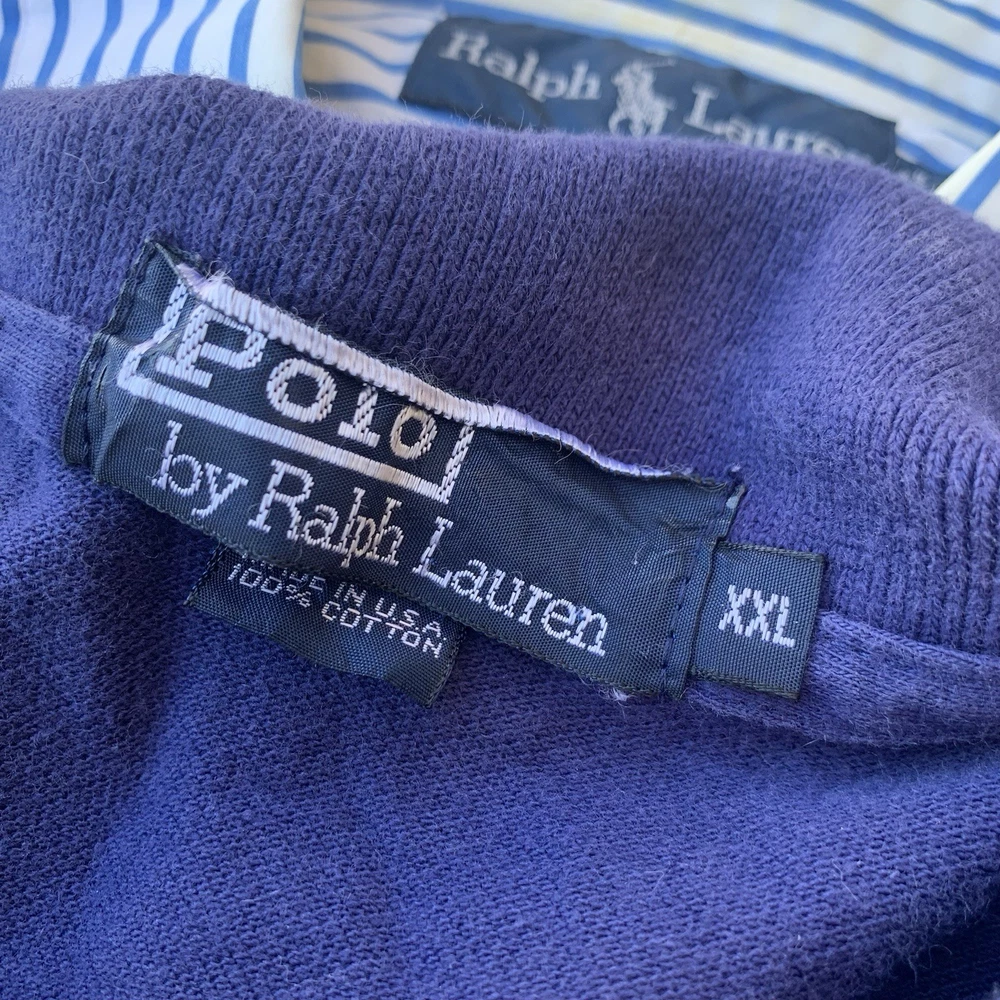 Ralph Lauren
Polo
by Ralph Lauren
XXL
MADE IN U.S.A.
100% COTTON